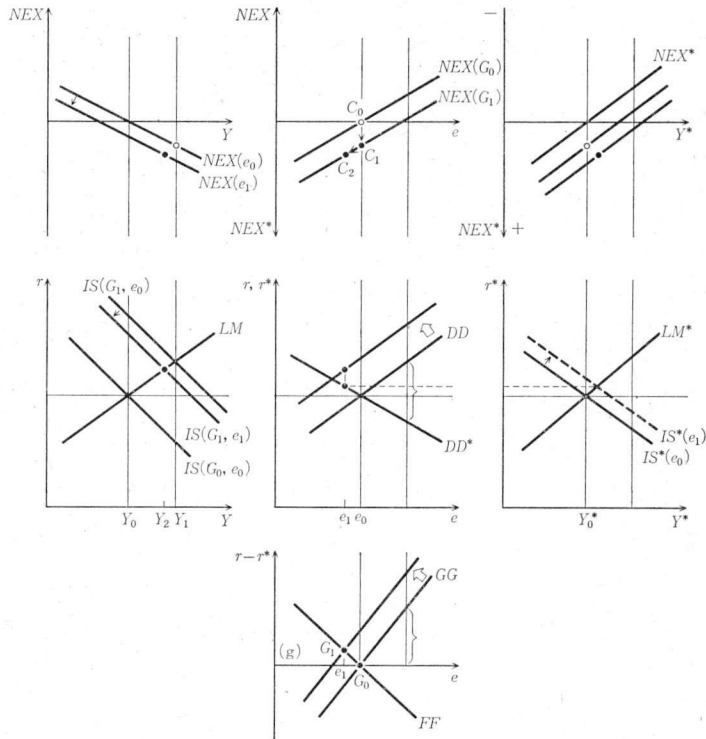 NEX
NEX
−
NEX*
NEX(G₀)
NEX(G₁)
C₀
Y
e
Y*
NEX(e₀)
NEX(e₁)
C₂
C₁
NEX*
NEX*
+
r
IS(G₁, e₀)
r, r*
r*
LM
DD
LM*
IS(G₁, e₁)
IS(G₀, e₀)
DD*
IS*(e₁)
IS*(e₀)
Y₀
Y₂
Y₁
Y
e₁
e₀
e
Y₀*
Y*
r−r*
GG
G₁
(g)
e₁
G₀
e
FF